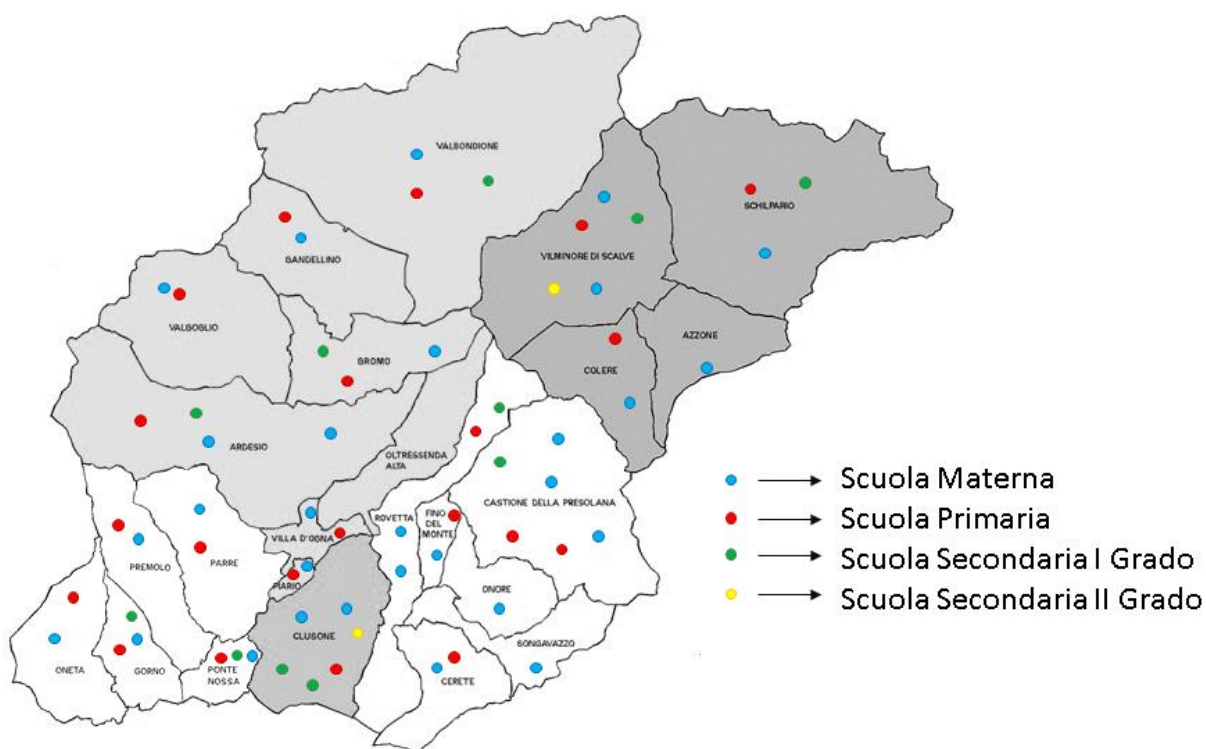 VALBONDIONE
SCHILPARIO
GANDELLINO
VILMINORE DI SCALVE
VALGOGLIO
AZZONE
GROMO
COLERE
ARDESIO
OLTRESSENDA
ALTA
CASTIONE DELLA PRESOLANA
ROVETTA
FINO
DEL
MONTE
VILLA D'OGNA
PREMOLO
PARRE
PIARIO
ONORE
CLUSONE
SONGAVAZZO
ONETA
GORNO
PONTE
NOSSA
CERETE
Scuola Materna
Scuola Primaria
Scuola Secondaria I Grado
Scuola Secondaria II Grado